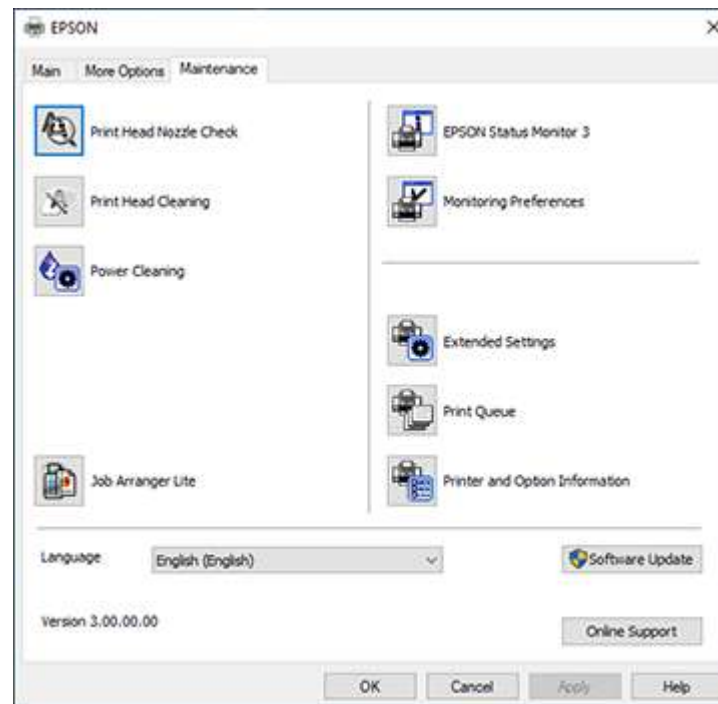 EPSON
Main More Options Maintenance
Print Head Nozzle Check
Print Head Cleaning
Power Cleaning
Job Arranger Lite
EPSON Status Monitor 3
Monitoring Preferences
Extended Settings
Print Queue
Printer and Option Information
Language English (English) Software Update
Version 3.00.00.00
Online Support
OK Cancel Apply Help